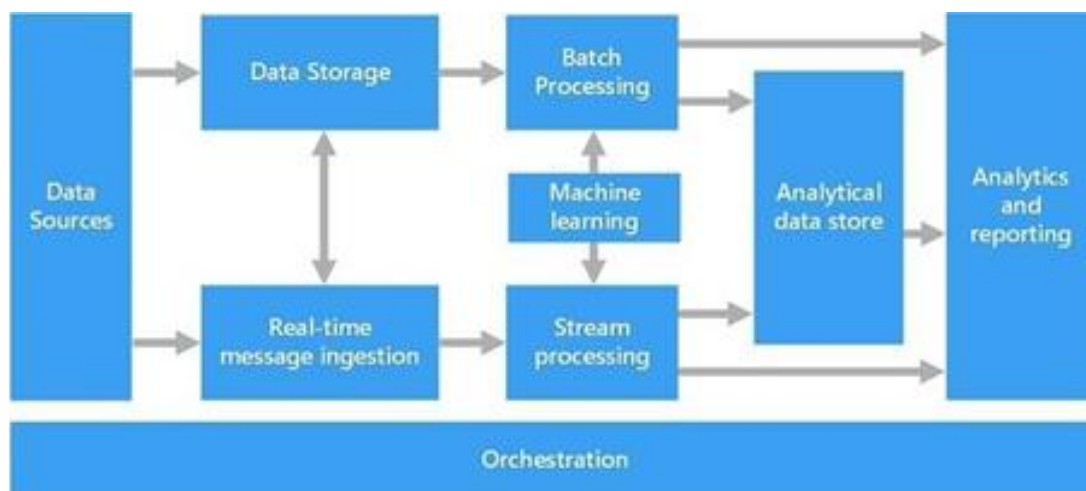 Data
Sources
Data Storage
Real-time
message ingestion
Batch
Processing
Machine
learning
Stream
processing
Analytical
data store
Analytics
and
reporting
Orchestration